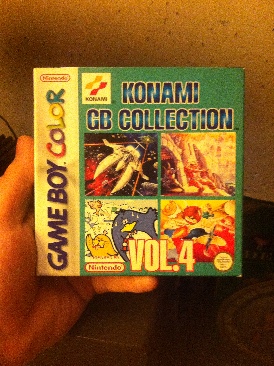 Nintendo
GAME BOY COLOR
KONAMI
KONAMI
GB COLLECTION
VOL.4
Nintendo